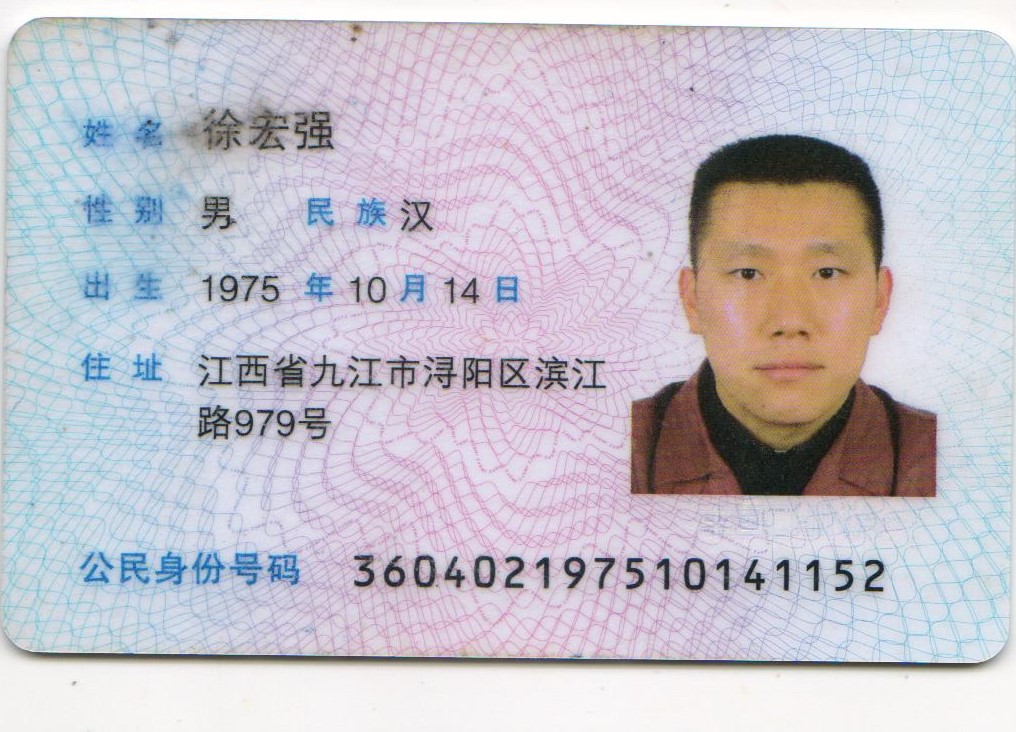 姓 名 徐宏强
性 别 男 民 族 汉
出 生 1975 年 10 月 14 日
住 址 江西省九江市浔阳区滨江
路979号
公民身份号码 360402197510141152